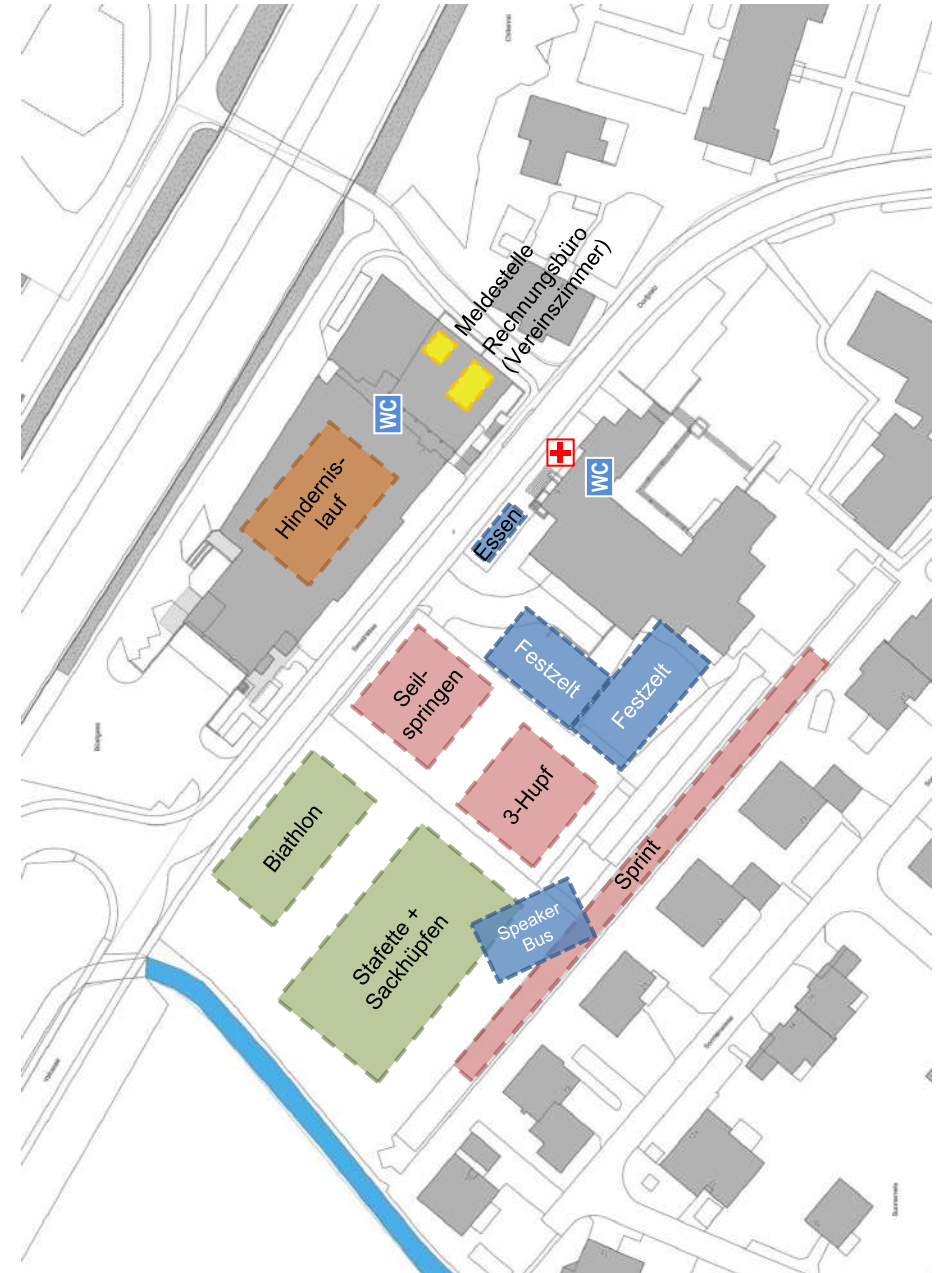 Meldestelle
Rechnungsbüro
(Vereinszimmer)
WC
Hindernis-
lauf
WC
Essen
Seil-
springen
Festzelt
Festzelt
3-Hupf
Biathlon
Stafette +
Sackhüpfen
Speaker
Bus
Sprint
Dorfplatz